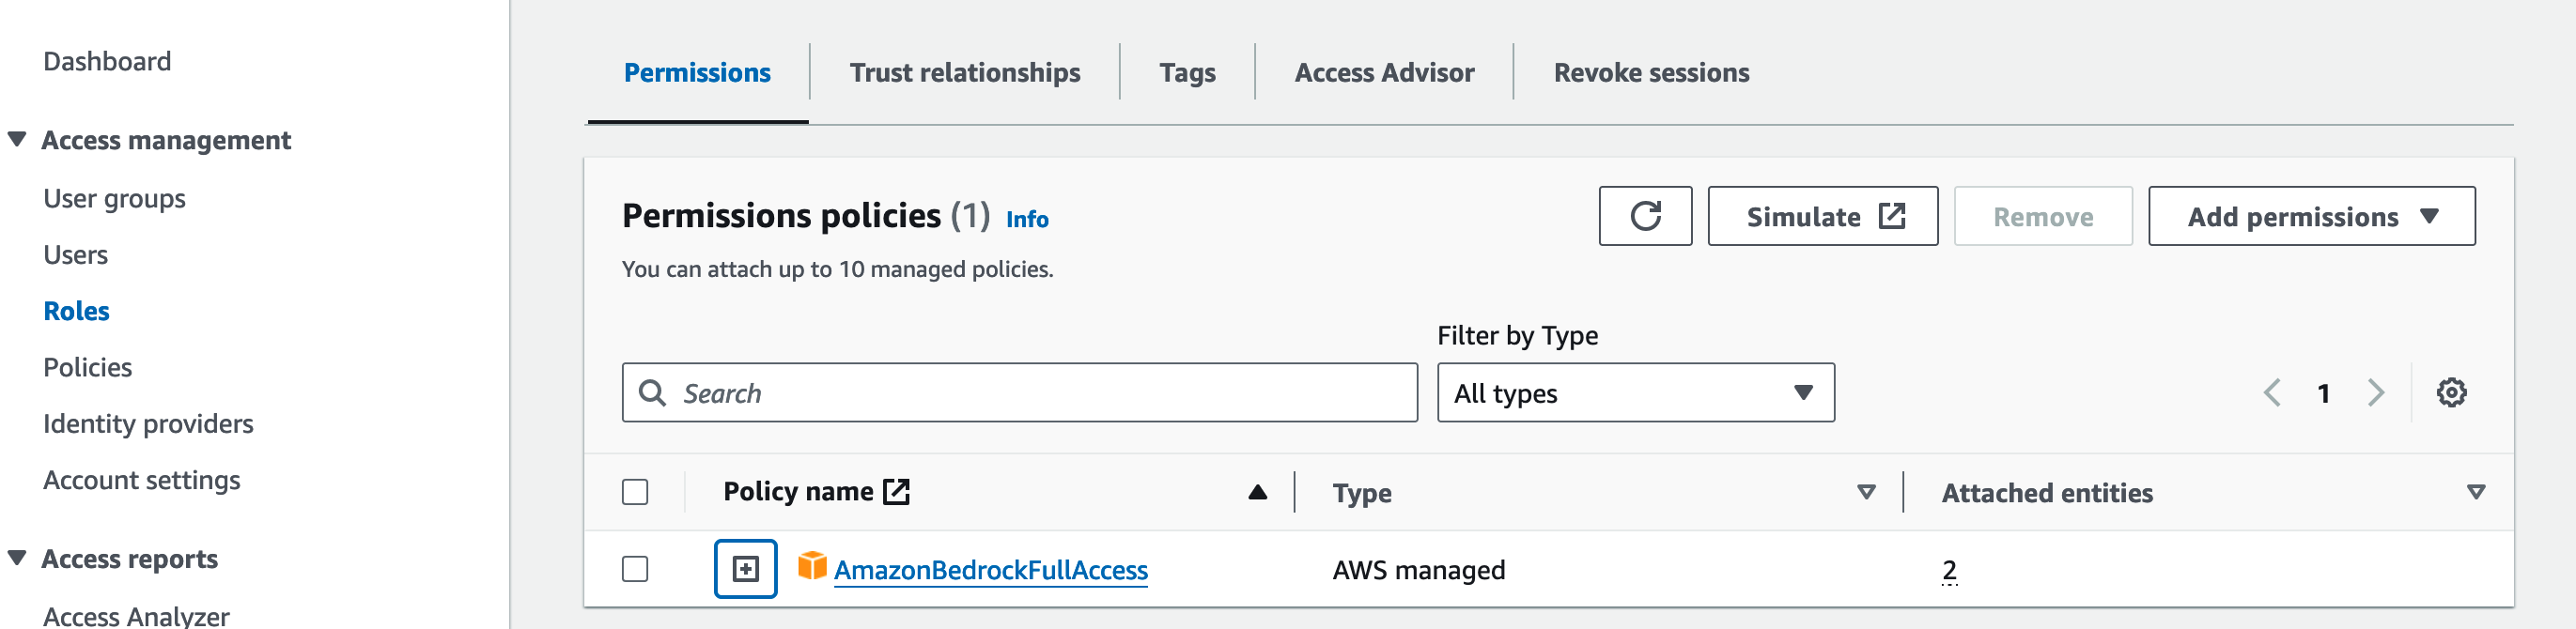 Dashboard
Access management
User groups
Users
Roles
Policies
Identity providers
Account settings
Access reports
Access Analyzer
Permissions
Trust relationships
Tags
Access Advisor
Revoke sessions
Permissions policies (1) Info
You can attach up to 10 managed policies.
Simulate
Remove
Add permissions
Filter by Type
Search
All types
1
Policy name
Type
Attached entities
AmazonBedrockFullAccess
AWS managed
2